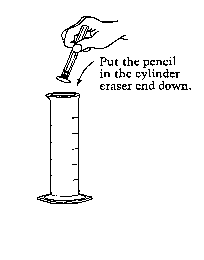 Put the pencil
in the cylinder
eraser end down.